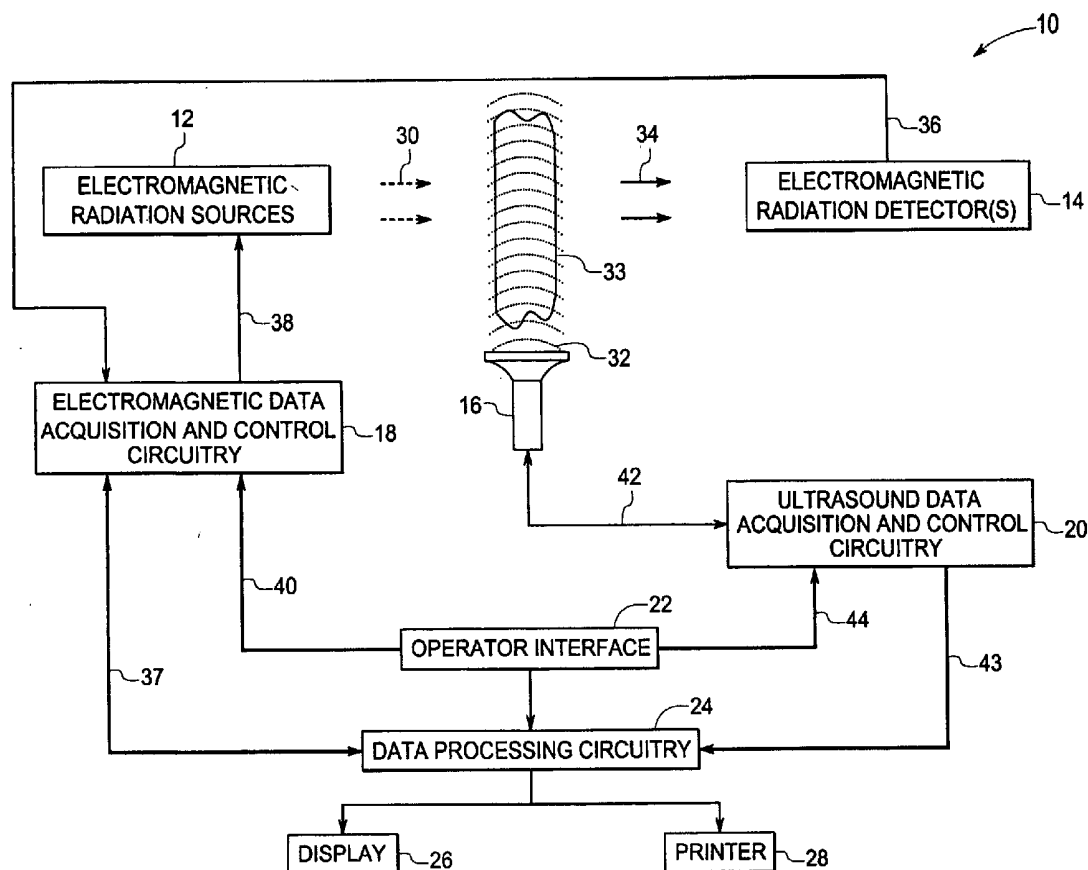 10
12
30
34
36
ELECTROMAGNETIC
RADIATION SOURCES
ELECTROMAGNETIC
RADIATION DETECTOR(S)
14
33
38
32
16
ELECTROMAGNETIC DATA
ACQUISITION AND CONTROL
CIRCUITRY
18
42
ULTRASOUND DATA
ACQUISITION AND CONTROL
CIRCUITRY
20
40
22
44
OPERATOR INTERFACE
43
37
24
DATA PROCESSING CIRCUITRY
DISPLAY
26
PRINTER
28